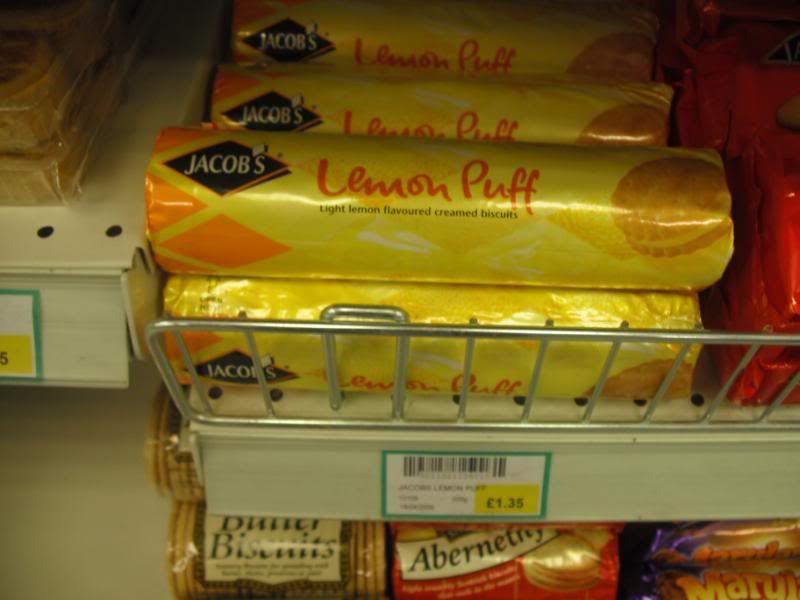 JACOB'S
Lemon Puff
JACOB'S
Lemon Puff
JACOB'S
Lemon Puff
Light lemon flavoured creamed biscuits
JACOB'S
Lemon Puff
5
JACOBS LEMON PUFF
£1.35
Butter
Biscuits
Abernethy